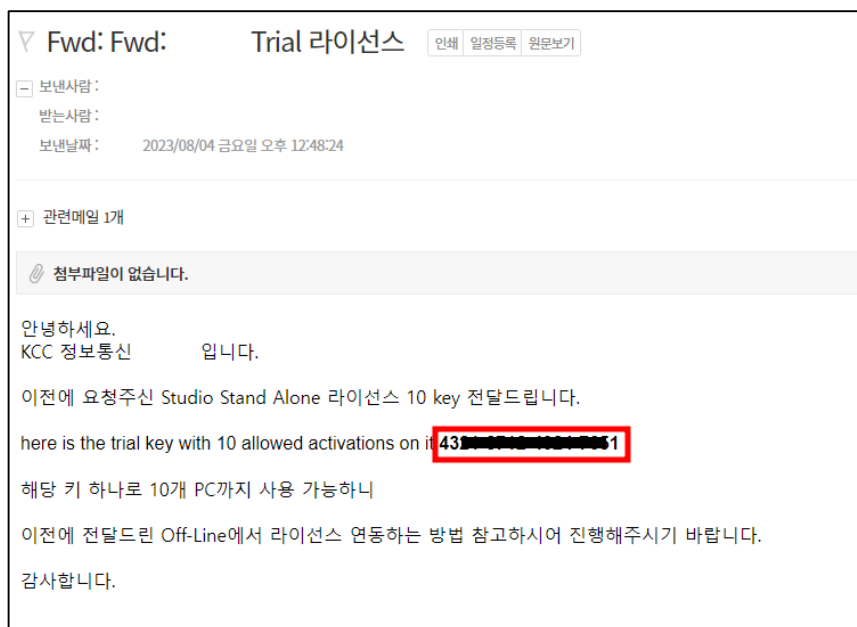 Fwd: Fwd: Trial 라이선스 인쇄 일정등록 원문보기
보낸사람 :
받는사람 :
보낸날짜 : 2023/08/04 금요일 오후 12:48:24
관련메일 1개
첨부파일이 없습니다.
안녕하세요.
KCC 정보통신 입니다.
이전에 요청주신 Studio Stand Alone 라이선스 10 key 전달드립니다.
here is the trial key with 10 allowed activations on it
해당 키 하나로 10개 PC까지 사용 가능하니
이전에 전달드린 Off-Line에서 라이선스 연동하는 방법 참고하시어 진행해주시기 바랍니다.
감사합니다.